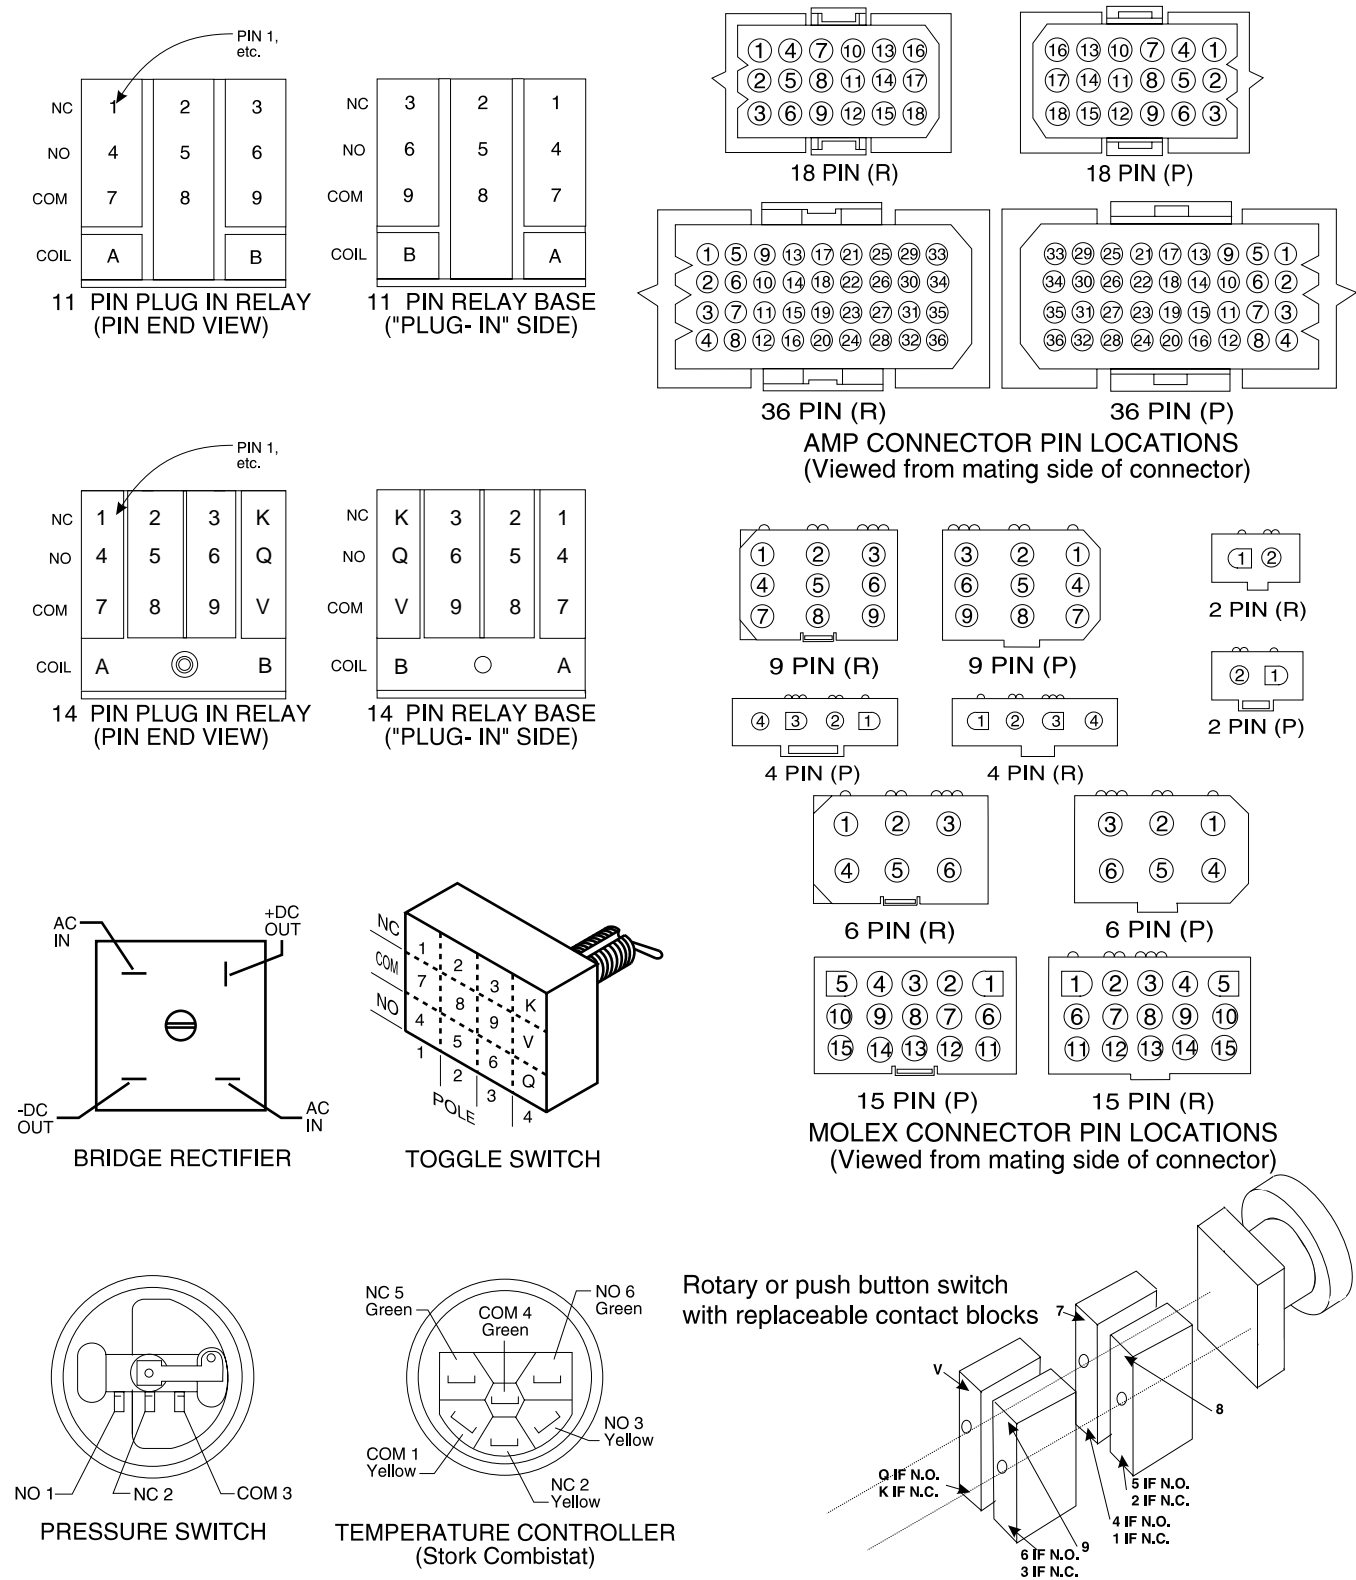 PIN 1,
etc.
NC 1 2 3
NO 4 5 6
COM 7 8 9
COIL A B
11 PIN PLUG IN RELAY
(PIN END VIEW)
NC 3 2 1
NO 6 5 4
COM 9 8 7
COIL B A
11 PIN RELAY BASE
("PLUG- IN" SIDE)
1 4 7 10 13 16
2 5 8 11 14 17
3 6 9 12 15 18
18 PIN (R)
16 13 10 7 4 1
17 14 11 8 5 2
18 15 12 9 6 3
18 PIN (P)
1 5 9 13 17 21 25 29 33
2 6 10 14 18 22 26 30 34
3 7 11 15 19 23 27 31 35
4 8 12 16 20 24 28 32 36
36 PIN (R)
33 29 25 21 17 13 9 5 1
34 30 26 22 18 14 10 6 2
35 31 27 23 19 15 11 7 3
36 32 28 24 20 16 12 8 4
36 PIN (P)
AMP CONNECTOR PIN LOCATIONS
(Viewed from mating side of connector)
PIN 1,
etc.
NC 1 2 3 K
NO 4 5 6 Q
COM 7 8 9 V
COIL A B
14 PIN PLUG IN RELAY
(PIN END VIEW)
NC K 3 2 1
NO Q 6 5 4
COM V 9 8 7
COIL B A
14 PIN RELAY BASE
("PLUG- IN" SIDE)
1 2 3
4 5 6
7 8 9
9 PIN (R)
3 2 1
6 5 4
9 8 7
9 PIN (P)
1 2
2 PIN (R)
2 1
2 PIN (P)
4 3 2 1
4 PIN (P)
1 2 3 4
4 PIN (R)
1 2 3
4 5 6
6 PIN (R)
3 2 1
6 5 4
6 PIN (P)
5 4 3 2 1
10 9 8 7 6
15 14 13 12 11
15 PIN (P)
1 2 3 4 5
6 7 8 9 10
11 12 13 14 15
15 PIN (R)
MOLEX CONNECTOR PIN LOCATIONS
(Viewed from mating side of connector)
AC
IN
+DC
OUT
-DC
OUT
AC
IN
BRIDGE RECTIFIER
NC 1 2 3 K
COM 7 8 9 V
NO 4 5 6 Q
1 2 3 4
POLE
TOGGLE SWITCH
NO 1
NC 2
COM 3
PRESSURE SWITCH
NC 5
Green
COM 4
Green
NO 6
Green
COM 1
Yellow
NC 2
Yellow
NO 3
Yellow
TEMPERATURE CONTROLLER
(Stork Combistat)
Rotary or push button switch
with replaceable contact blocks
7
V
8
Q IF N.O.
K IF N.C.
5 IF N.O.
2 IF N.C.
4 IF N.O.
1 IF N.C.
9
6 IF N.O.
3 IF N.C.